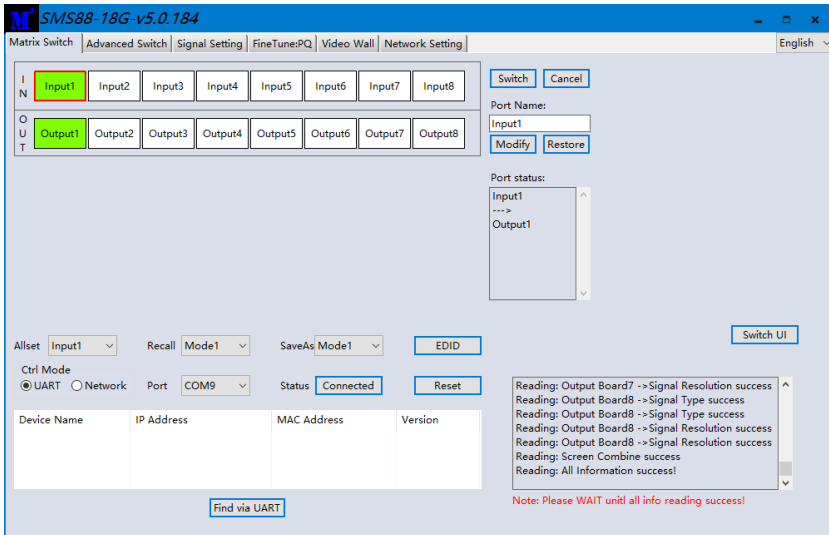 M SMS88-18G-v5.0.184
Matrix Switch Advanced Switch Signal Setting FineTune:PQ Video Wall Network Setting English
IN Input1 Input2 Input3 Input4 Input5 Input6 Input7 Input8
OUT Output1 Output2 Output3 Output4 Output5 Output6 Output7 Output8
Switch Cancel
Port Name:
Input1
Modify Restore
Port status:
Input1
--->
Output1
Switch UI
Allset Input1 Recall Mode1 SaveAs Mode1 EDID
Ctrl Mode
UART Network Port COM9 Status Connected Reset
Device Name IP Address MAC Address Version
Find via UART
Reading: Output Board7 ->Signal Resolution success
Reading: Output Board8 ->Signal Type success
Reading: Output Board8 ->Signal Type success
Reading: Output Board8 ->Signal Resolution success
Reading: Output Board8 ->Signal Resolution success
Reading: Screen Combine success
Reading: All Information success!
Note: Please WAIT unitl all info reading success!